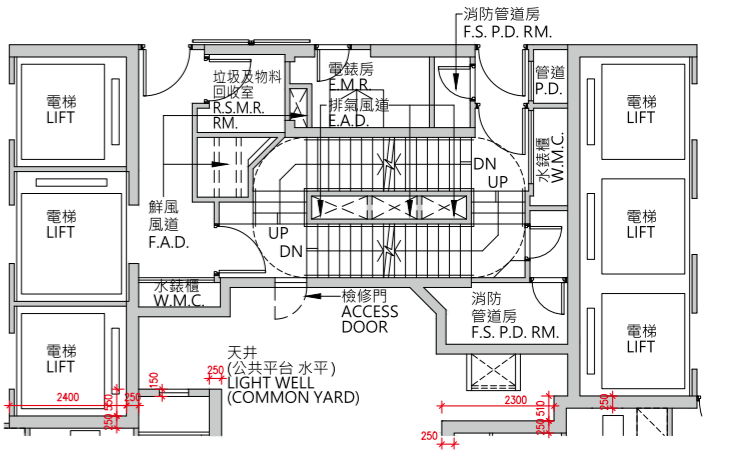 消防管道房
F.S. P.D. RM.
垃圾及物料
回收室
R.S.M.R.
RM.
電錶房
E.M.R.
排氣風道
E.A.D.
管道
P.D.
電梯
LIFT
電梯
LIFT
水錶櫃
W.M.C.
DN
UP
鮮風
風道
F.A.D.
電梯
LIFT
UP
DN
電梯
LIFT
水錶櫃
W.M.C.
檢修門
ACCESS
DOOR
消防
管道房
F.S. P.D. RM.
電梯
LIFT
天井
(公共平台 水平)
LIGHT WELL
(COMMON YARD)
電梯
LIFT
2400
550
250
250
150
250
2300
510
250
250
250